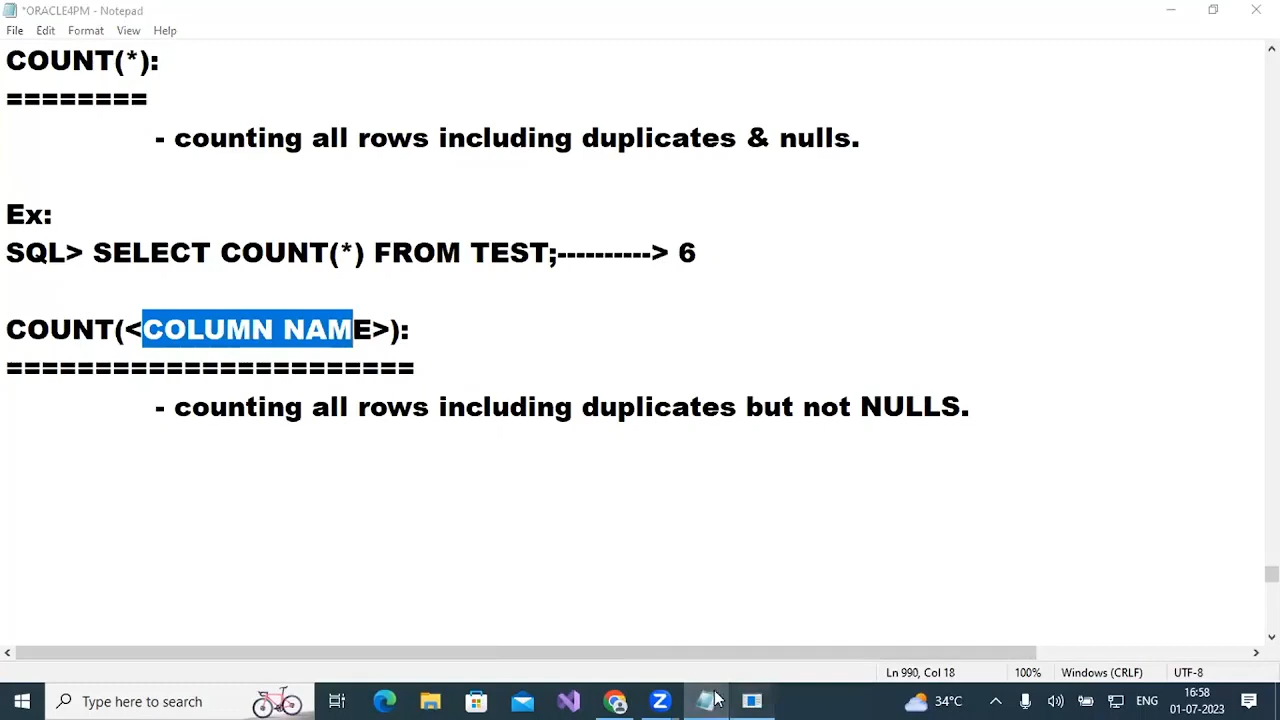 *ORACLE4PM - Notepad
File Edit Format View Help
COUNT(*):
========
- counting all rows including duplicates & nulls.
Ex:
SQL> SELECT COUNT(*) FROM TEST;----------> 6
COUNT(<COLUMN NAME>):
=======================
- counting all rows including duplicates but not NULLS.
Ln 990, Col 18 100% Windows (CRLF) UTF-8
Type here to search 34°C ENG 16:58
01-07-2023